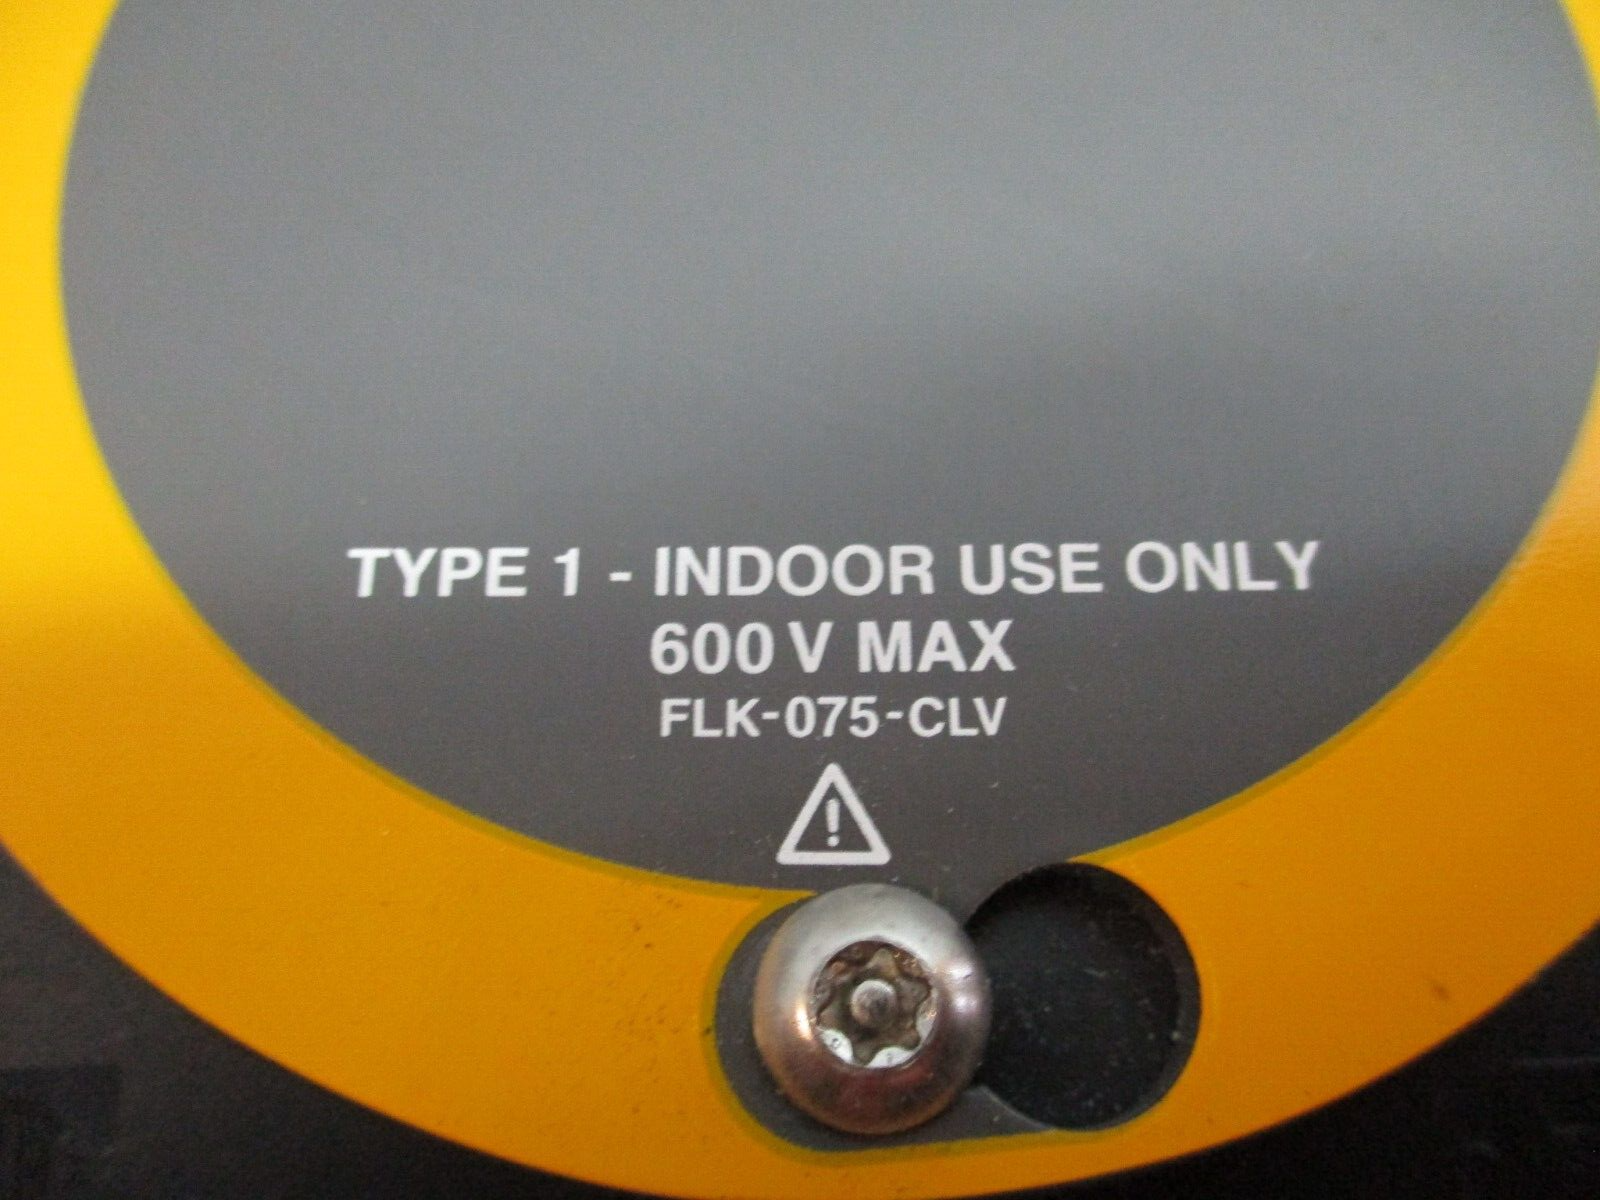 TYPE 1 - INDOOR USE ONLY
600 V MAX
FLK-075-CLV